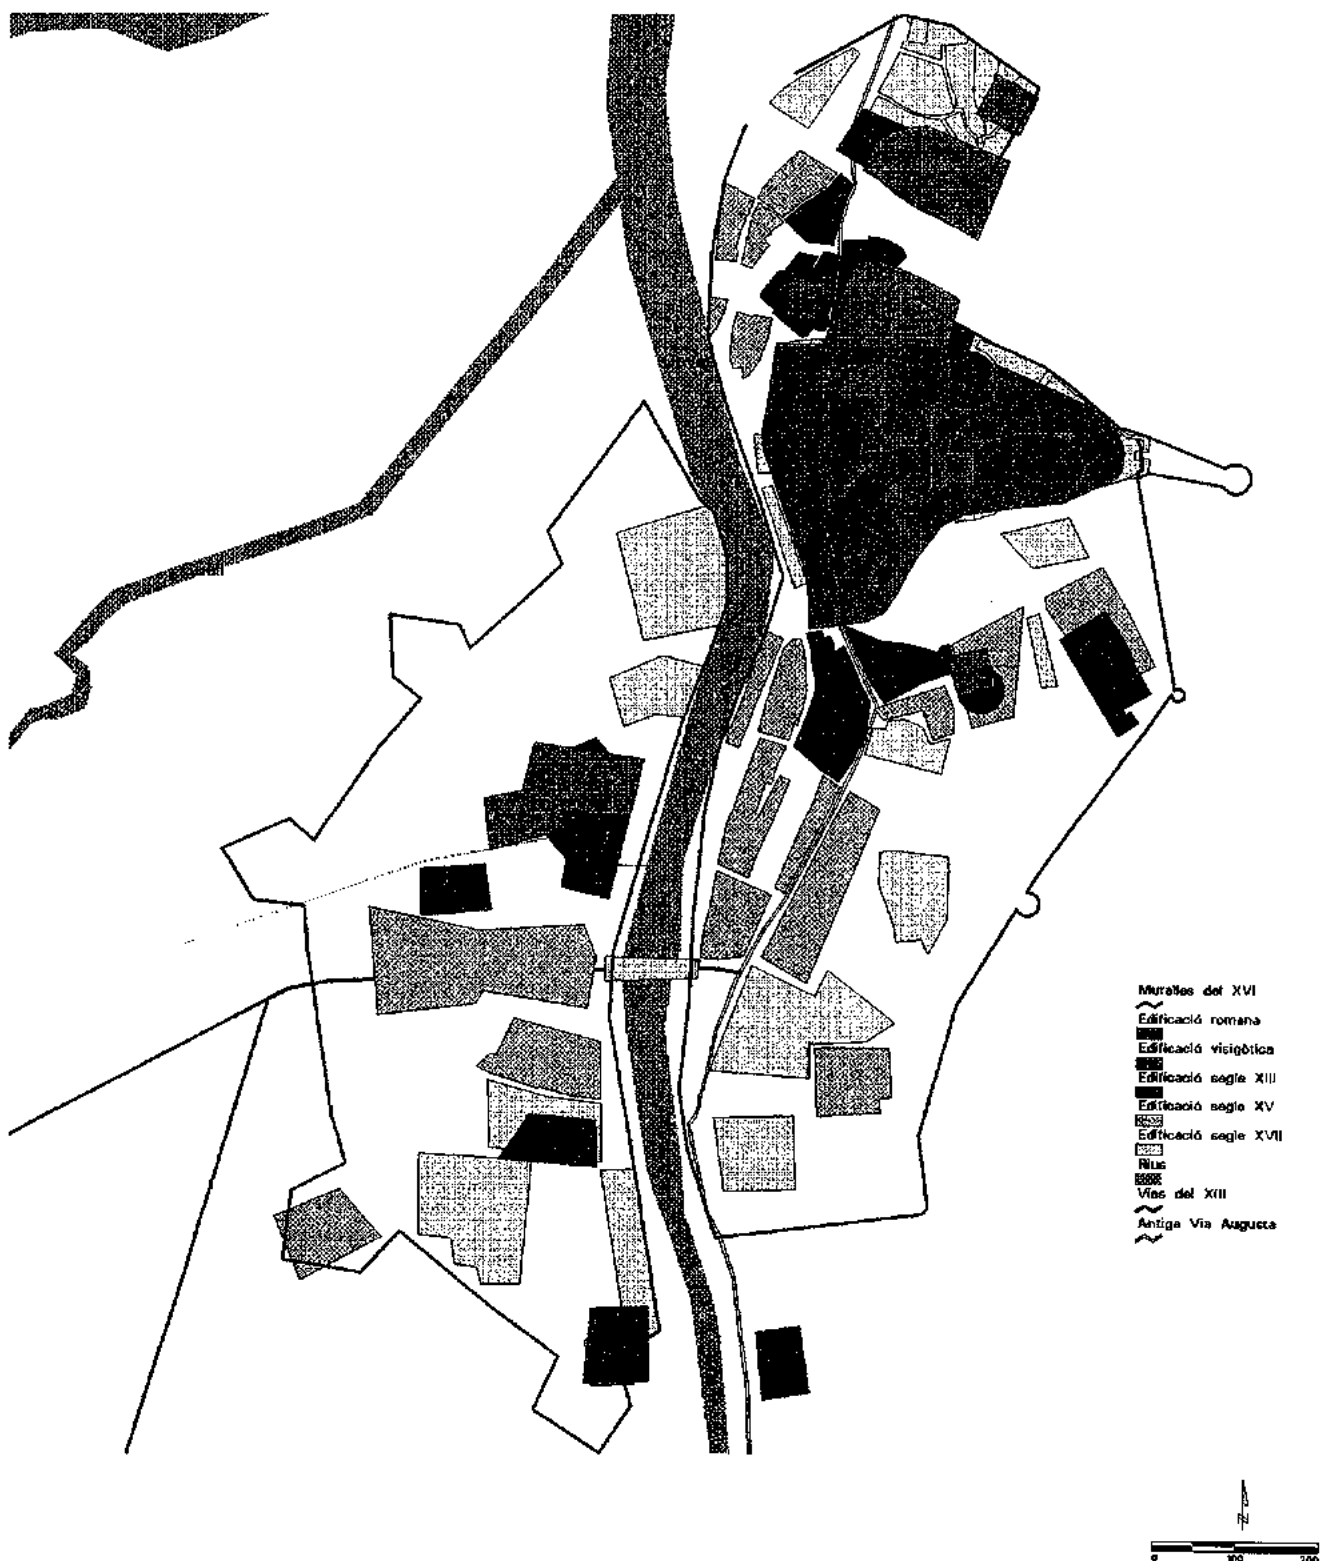 Muralles del XVI
Edificació romana
Edificació visigòtica
Edificació segle XIII
Edificació segle XV
Edificació segle XVII
Rius
Vies del XIII
Antiga Via Augusta
N
0 100 200